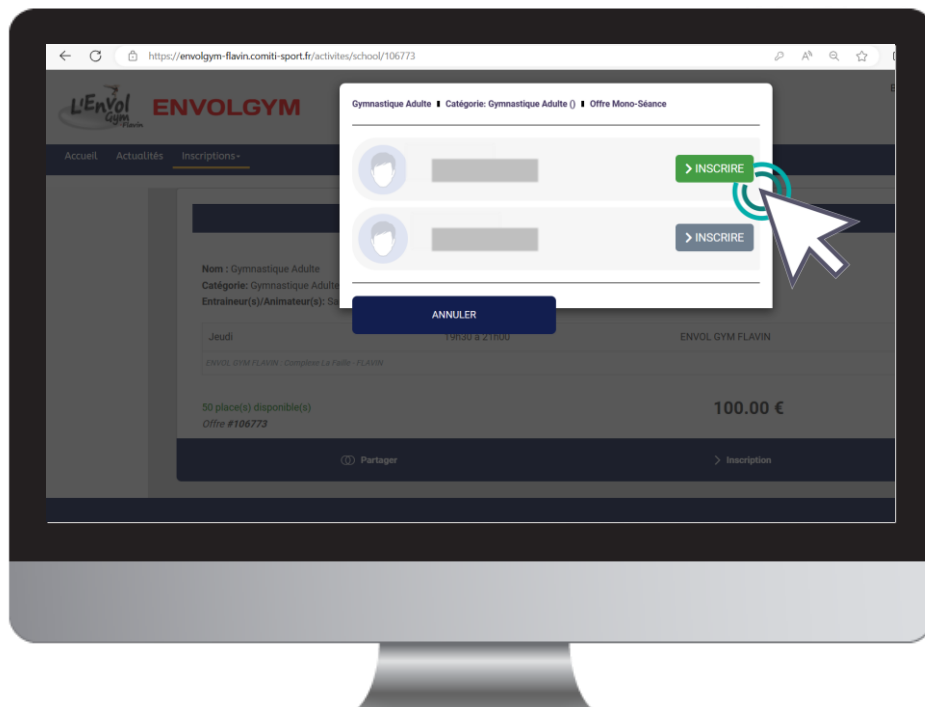 https://envolgym-flavin.comiti-sport.fr/activites/school/106773
L'EnVol
Gym
Flavin
ENVOLGYM
Gymnastique Adulte Catégorie: Gymnastique Adulte () Offre Mono-Séance
Accueil Actualités Inscriptions
> INSCRIRE
> INSCRIRE
Nom : Gymnastique Adulte
Catégorie: Gymnastique Adulte
Entraineur(s)/Animateur(s): Sa
ANNULER
Jeudi 19h30 à 21h00 ENVOL GYM FLAVIN
ENVOL GYM FLAVIN : Complexe La Faille - FLAVIN
50 place(s) disponible(s) 100.00 €
Offre #106773
Partager > Inscription